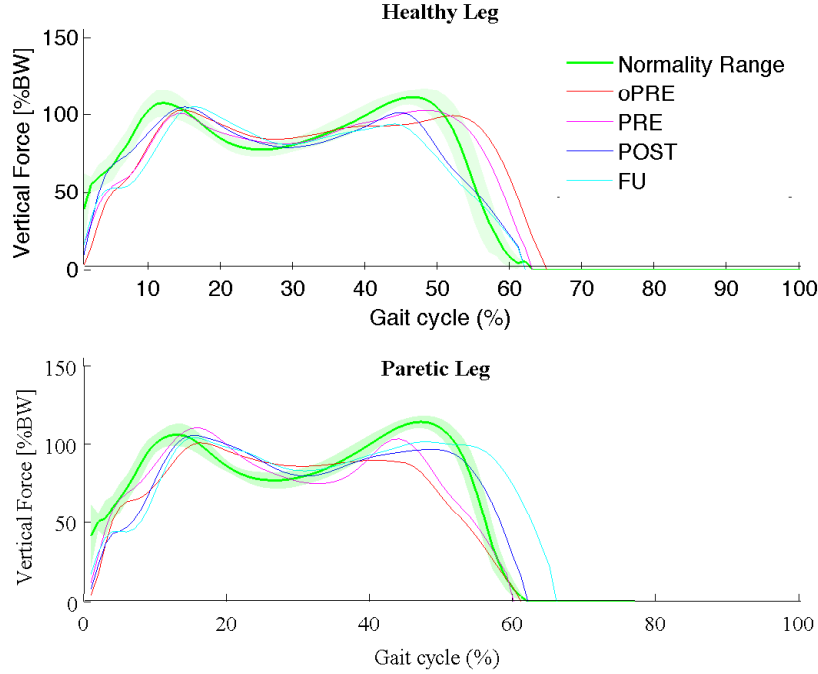 Healthy Leg
150
100
50
0
Vertical Force [%BW]
Normality Range
oPRE
PRE
POST
FU
10 20 30 40 50 60 70 80 90 100
Gait cycle (%)
Paretic Leg
150
100
50
0
Vertical Force [%BW]
0 20 40 60 80 100
Gait cycle (%)